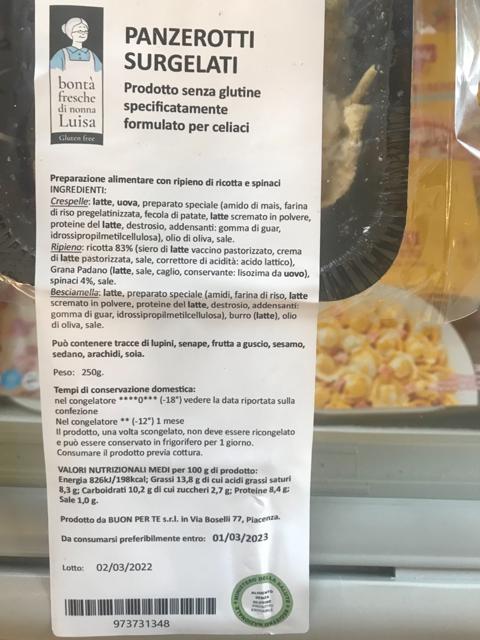 bontà
fresche
di nonna
Luisa
Gluten free
PANZEROTTI
SURGELATI
Prodotto senza glutine
specificatamente
formulato per celiaci
Preparazione alimentare con ripieno di ricotta e spinaci
INGREDIENTI:
Crespelle: latte, uova, preparato speciale (amido di mais, farina
di riso pregelatinizzata, fecola di patate, latte scremato in polvere,
proteine del latte, destrosio, addensanti: gomma di guar,
idrossipropilmetilcellulosa), olio di oliva, sale.
Ripieno: ricotta 83% (siero di latte vaccino pastorizzato, crema
di latte pastorizzata, sale, correttore di acidità: acido lattico),
Grana Padano (latte, sale, caglio, conservante: lisozima da uovo),
spinaci 4%, sale.
Besciamella: latte, preparato speciale (amidi, farina di riso, latte
scremato in polvere, proteine del latte, destrosio, addensanti:
gomma di guar, idrossipropilmetilcellulosa), burro (latte), olio
di oliva, sale.
Può contenere tracce di lupini, senape, frutta a guscio, sesamo,
sedano, arachidi, soia.
Peso: 250g.
Tempi di conservazione domestica:
nel congelatore ****0*** (-18°) vedere la data riportata sulla
confezione
Nel congelatore ** (-12°) 1 mese
Il prodotto, una volta scongelato, non deve essere ricongelato
e può essere conservato in frigorifero per 1 giorno.
Consumare il prodotto previa cottura.
VALORI NUTRIZIONALI MEDI per 100 g di prodotto:
Energia 826kJ/198kcal; Grassi 13,8 g di cui acidi grassi saturi
8,3 g; Carboidrati 10,2 g di cui zuccheri 2,7 g; Proteine 8,4 g;
Sale 1,0 g.
Prodotto da BUON PER TE s.r.l. in Via Boselli 77, Piacenza.
Da consumarsi preferibilmente entro: 01/03/2023
Lotto: 02/03/2022
973731348
MINISTERO DELLA SALUTE
ALIMENTO
SENZA
GLUTINE
PRODOTTO
EROGABILE
REGISTRO NAZIONALE